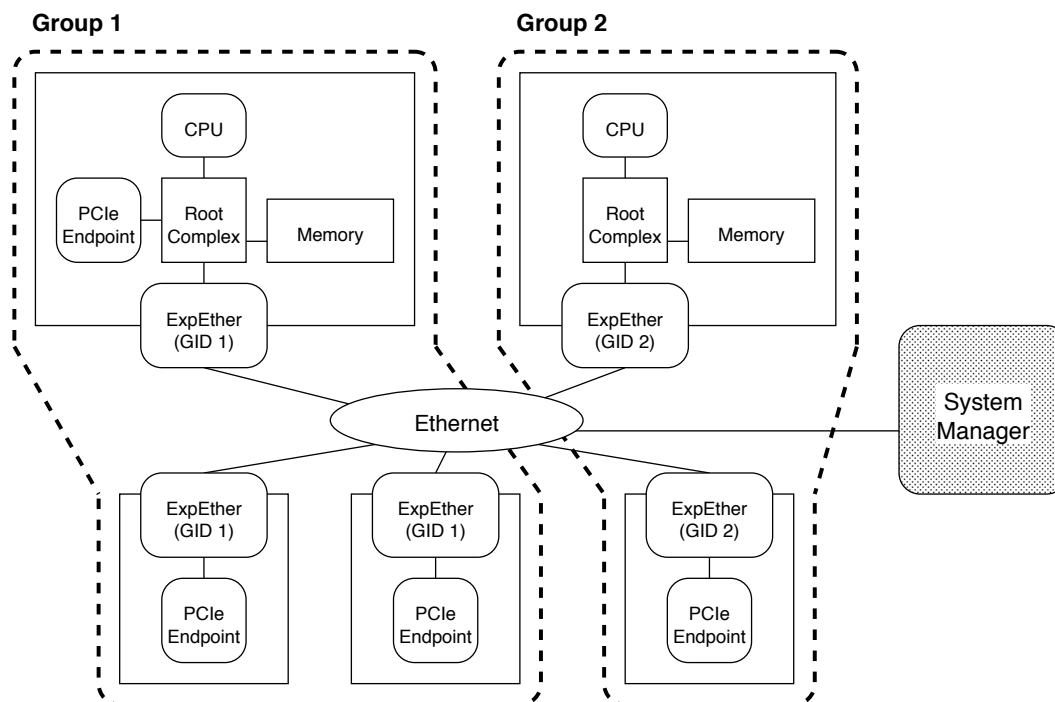 Group 1
Group 2
CPU
CPU
PCIe
Endpoint
Root
Complex
Memory
Root
Complex
Memory
ExpEther
(GID 1)
ExpEther
(GID 2)
Ethernet
System
Manager
ExpEther
(GID 1)
ExpEther
(GID 1)
ExpEther
(GID 2)
PCIe
Endpoint
PCIe
Endpoint
PCIe
Endpoint